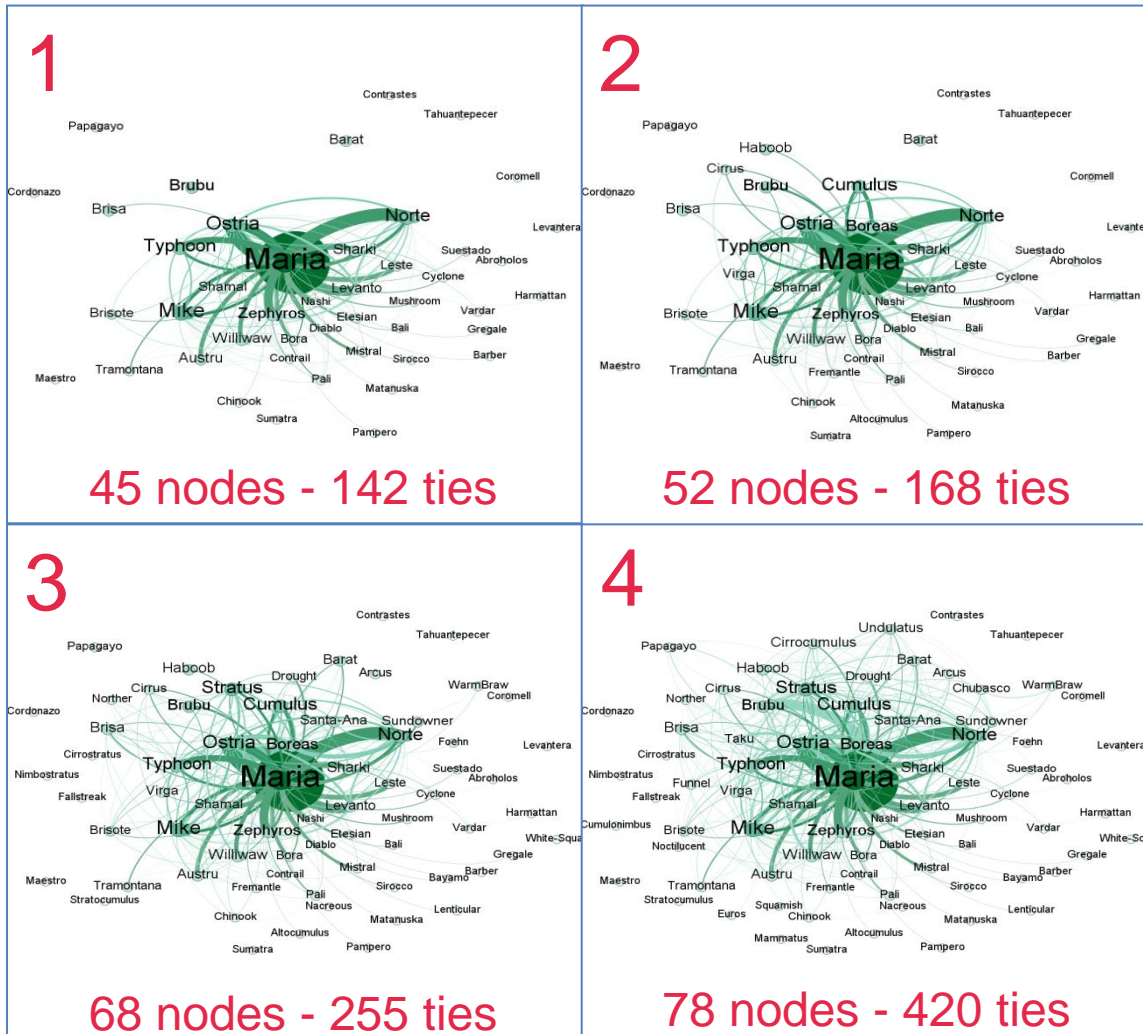 1
Contrastes
Tahuantepecer
Papagayo
Barat
Brubu
Coromell
Cordonazo
Brisa
Ostria
Norte
Levantera
Typhoon
Maria
Sharki
Suestado
Leste
Abroholos
Cyclone
Shamal
Levanto
Harmattan
Nashi
Mushroom
Brisote
Mike
Zephyros
Etesian
Vardar
Diablo
Bali
Gregale
Williwaw
Bora
Austru
Contrail
Mistral
Sirocco
Barber
Maestro
Tramontana
Pali
Matanuska
Chinook
Sumatra
Pampero
45 nodes - 142 ties
2
Contrastes
Tahuantepecer
Papagayo
Barat
Haboob
Cirrus
Brubu
Cumulus
Coromell
Cordonazo
Brisa
Ostria
Boreas
Norte
Levantera
Typhoon
Maria
Sharki
Suestado
Leste
Abroholos
Virga
Cyclone
Shamal
Levanto
Harmattan
Nashi
Mushroom
Brisote
Mike
Zephyros
Etesian
Vardar
Diablo
Bali
Gregale
Williwaw
Bora
Austru
Contrail
Mistral
Barber
Maestro
Tramontana
Fremantle
Sirocco
Pali
Matanuska
Chinook
Altocumulus
Sumatra
Pampero
52 nodes - 168 ties
3
Contrastes
Tahuantepecer
Papagayo
Barat
Haboob
Drought
Arcus
Cirrus
Stratus
WarmBraw
Norther
Brubu
Cumulus
Coromell
Cordonazo
Santa-Ana
Sundowner
Brisa
Ostria
Boreas
Norte
Foehn
Levantera
Cirrostratus
Typhoon
Maria
Sharki
Suestado
Nimbostratus
Leste
Abroholos
Fallstreak
Virga
Cyclone
Shamal
Levanto
Harmattan
Nashi
Mushroom
Brisote
Mike
Zephyros
Etesian
Vardar
White-Squa
Diablo
Bali
Gregale
Williwaw
Bora
Austru
Contrail
Mistral
Barber
Bayamo
Maestro
Tramontana
Fremantle
Sirocco
Stratocumulus
Pali
Nacreous
Lenticular
Chinook
Matanuska
Altocumulus
Sumatra
Pampero
68 nodes - 255 ties
4
Contrastes
Undulatus
Tahuantepecer
Papagayo
Cirrocumulus
Barat
Haboob
Drought
Arcus
Cirrus
Stratus
Chubasco
WarmBraw
Coromell
Norther
Brubu
Cumulus
Cordonazo
Santa-Ana
Sundowner
Brisa
Taku
Ostria
Boreas
Norte
Foehn
Levantera
Cirrostratus
Typhoon
Maria
Sharki
Suestado
Nimbostratus
Funnel
Leste
Abroholos
Fallstreak
Virga
Cyclone
Shamal
Levanto
Harmattan
Cumulonimbus
Nashi
Mushroom
Brisote
Mike
Zephyros
Etesian
Vardar
White-Sq
Noctilucent
Diablo
Bali
Gregale
Williwaw
Bora
Austru
Contrail
Mistral
Barber
Bayamo
Maestro
Tramontana
Fremantle
Sirocco
Stratocumulus
Pali
Squamish
Nacreous
Lenticular
Euros
Chinook
Matanuska
Altocumulus
Mammatus
Sumatra
Pampero
78 nodes - 420 ties